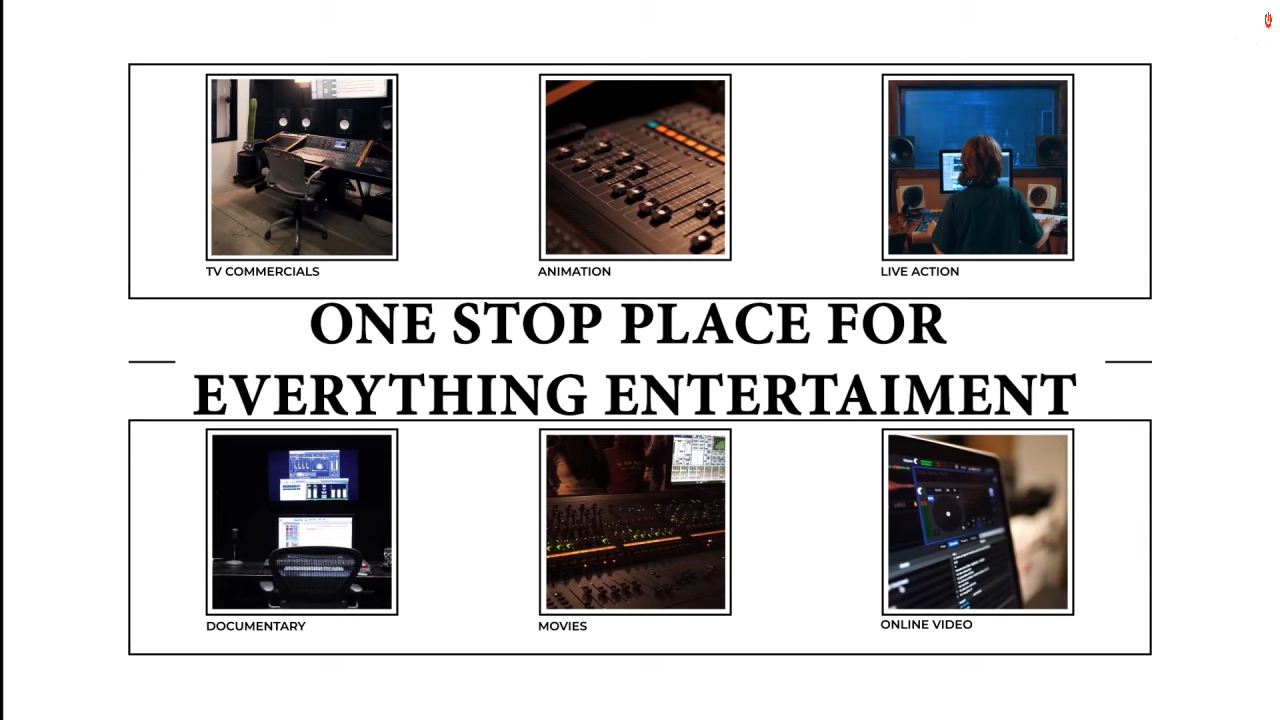 TV COMMERCIALS
ANIMATION
LIVE ACTION
ONE STOP PLACE FOR
EVERYTHING ENTERTAIMENT
DOCUMENTARY
MOVIES
ONLINE VIDEO